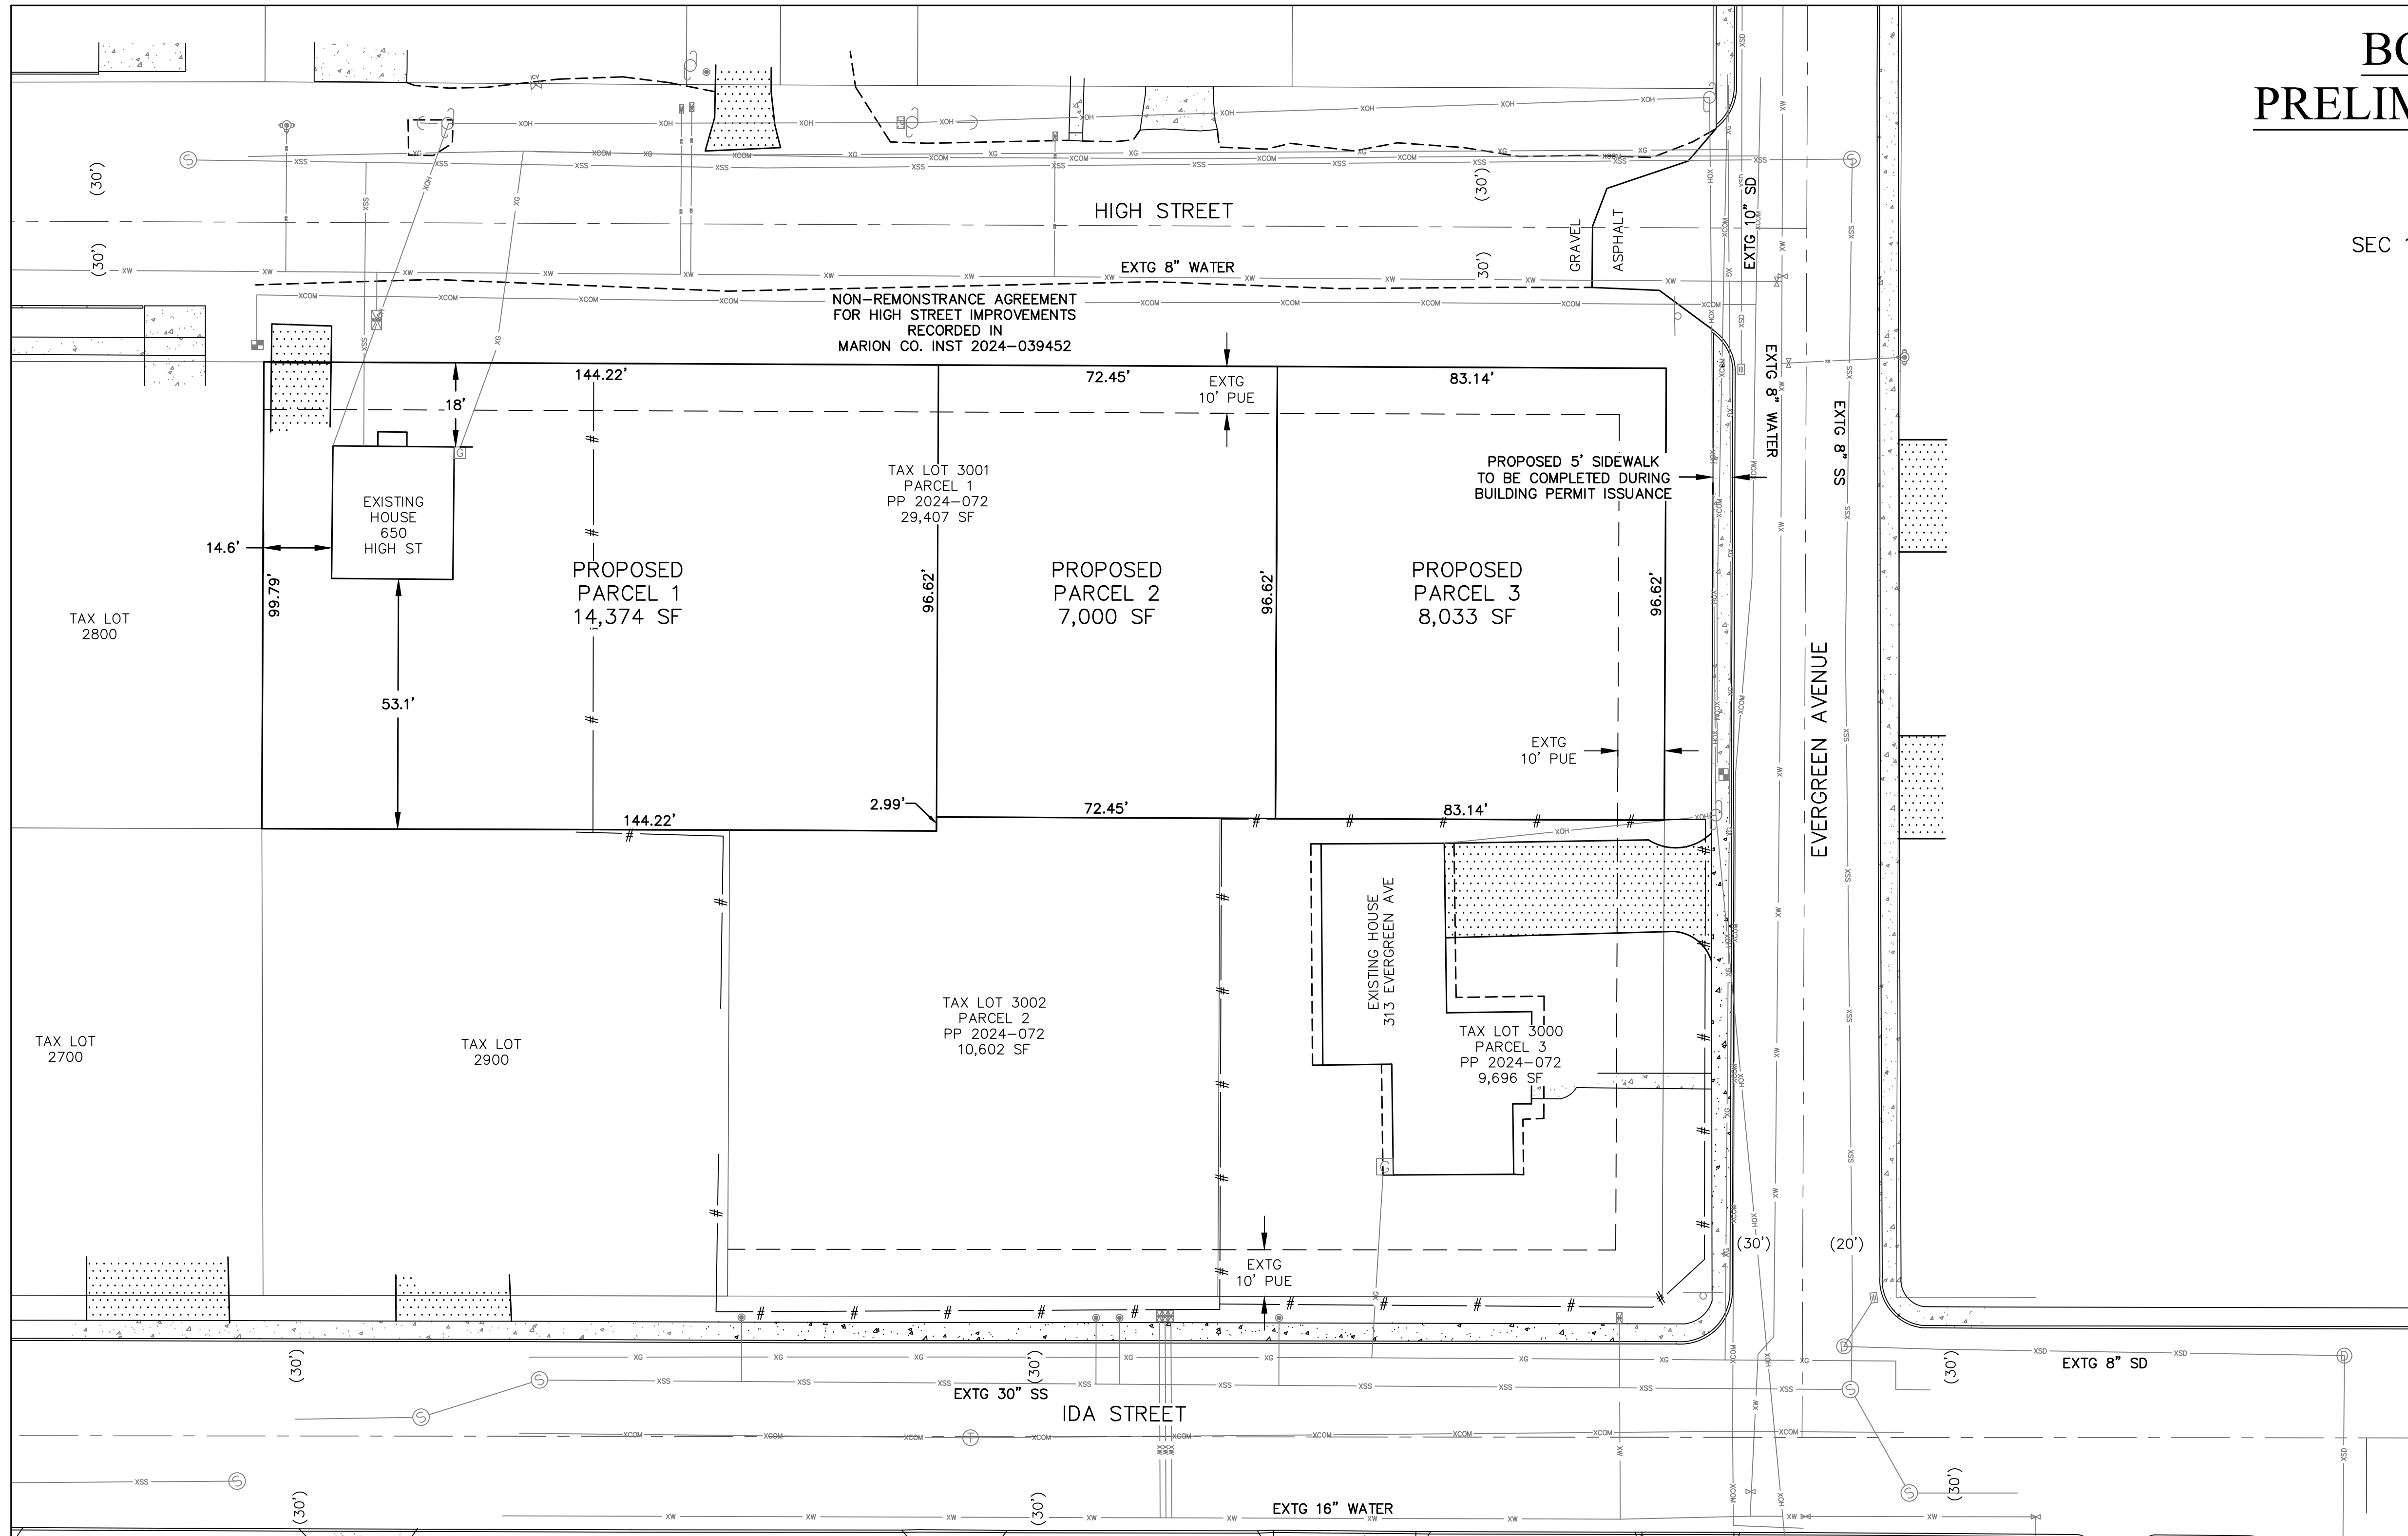 BO
PRELIM
SEC 1
(30')
(30')
HIGH STREET
(30')
(30')
GRAVEL
ASPHALT
EXTG 10" SD
EXTG 8" WATER
NON-REMONSTRANCE AGREEMENT
FOR HIGH STREET IMPROVEMENTS
RECORDED IN
MARION CO. INST 2024-039452
144.22'
72.45'
83.14'
18'
EXTG
10' PUE
EXTG 8" WATER
EXTG 8" SS
TAX LOT 3001
PARCEL 1
PP 2024-072
29,407 SF
PROPOSED 5' SIDEWALK
TO BE COMPLETED DURING
BUILDING PERMIT ISSUANCE
EXISTING
HOUSE
650
HIGH ST
14.6'
99.79'
PROPOSED
PARCEL 1
14,374 SF
96.62'
PROPOSED
PARCEL 2
7,000 SF
96.62'
PROPOSED
PARCEL 3
8,033 SF
96.62'
TAX LOT
2800
53.1'
EXTG
10' PUE
EVERGREEN AVENUE
144.22'
2.99'
72.45'
83.14'
EXISTING HOUSE
313 EVERGREEN AVE
TAX LOT
2700
TAX LOT
2900
TAX LOT 3002
PARCEL 2
PP 2024-072
10,602 SF
TAX LOT 3000
PARCEL 3
PP 2024-072
9,696 SF
EXTG
10' PUE
(30')
(20')
(30')
(30')
EXTG 30" SS
IDA STREET
EXTG 8" SD
(30')
(30')
(30')
EXTG 16" WATER
(30')